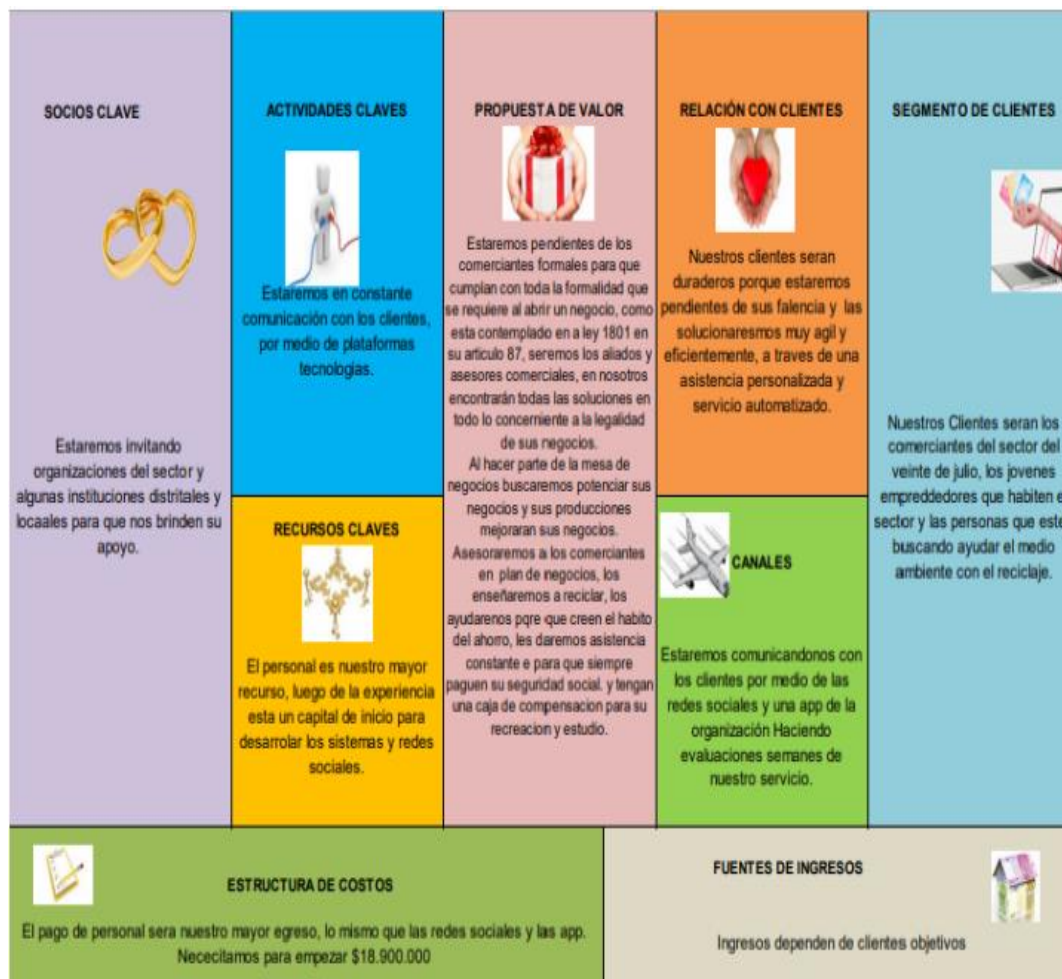 SOCIOS CLAVE
Estaremos invitando
organizaciones del sector y
algunas instituciones distritales y
locaales para que nos brinden su
apoyo.
ACTIVIDADES CLAVES
Estaremos en constante
comunicación con los clientes,
por medio de plataformas
tecnologias.
RECURSOS CLAVES
El personal es nuestro mayor
recurso, luego de la experiencia
esta un capital de inicio para
desarrolar los sistemas y redes
sociales.
PROPUESTA DE VALOR
Estaremos pendientes de los
comerciantes formales para que
cumplan con toda la formalidad que
se requiere al abrir un negocio, como
esta contemplado en a ley 1801 en
su articulo 87, seremos los aliados y
asesores comerciales, en nosotros
encontrarán todas las soluciones en
todo lo concerniente a la legalidad
de sus negocios.
Al hacer parte de la mesa de
negocios buscaremos potenciar sus
negocios y sus producciones
mejoraran sus negocios.
Asesoraremos a los comerciantes
en plan de negocios, los
enseñaremos a reciclar, los
ayudarenos pqre que creen el habito
del ahorro, les daremos asistencia
constante e para que siempre
paguen su seguridad social. y tengan
una caja de compensacion para su
recreacion y estudio.
RELACIÓN CON CLIENTES
Nuestros clientes seran
duraderos porque estaremos
pendientes de sus falencia y las
solucionaresmos muy agil y
eficientemente, a traves de una
asistencia personalizada y
servicio automatizado.
CANALES
Estaremos comunicandonos con
los clientes por medio de las
redes sociales y una app de la
organización Haciendo
evaluaciones semanes de
nuestro servicio.
SEGMENTO DE CLIENTES
Nuestros Clientes seran los
comerciantes del sector del
veinte de julio, los jovenes
empreddedores que habiten e
sector y las personas que este
buscando ayudar el medio
ambiente con el reciclaje.
ESTRUCTURA DE COSTOS
El pago de personal sera nuestro mayor egreso, lo mismo que las redes sociales y las app.
Nececitamos para empezar $18.900.000
FUENTES DE INGRESOS
Ingresos dependen de clientes objetivos